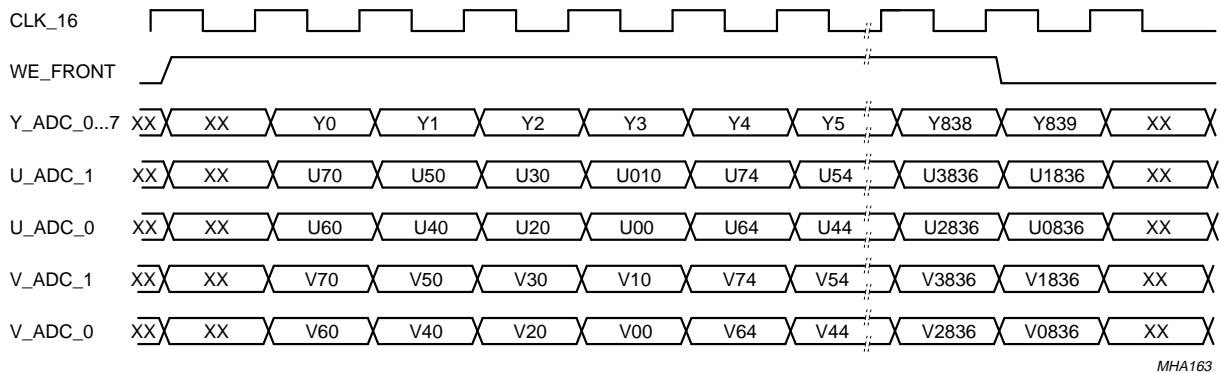 CLK_16
WE_FRONT
Y_ADC_0...7 XX XX Y0 Y1 Y2 Y3 Y4 Y5 Y838 Y839 XX
U_ADC_1 XX XX U70 U50 U30 U010 U74 U54 U3836 U1836 XX
U_ADC_0 XX XX U60 U40 U20 U00 U64 U44 U2836 U0836 XX
V_ADC_1 XX XX V70 V50 V30 V10 V74 V54 V3836 V1836 XX
V_ADC_0 XX XX V60 V40 V20 V00 V64 V44 V2836 V0836 XX
MHA163